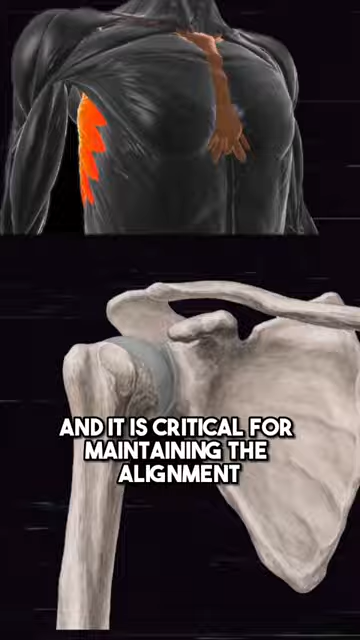 AND IT IS CRITICAL FOR
MAINTAINING THE
ALIGNMENT